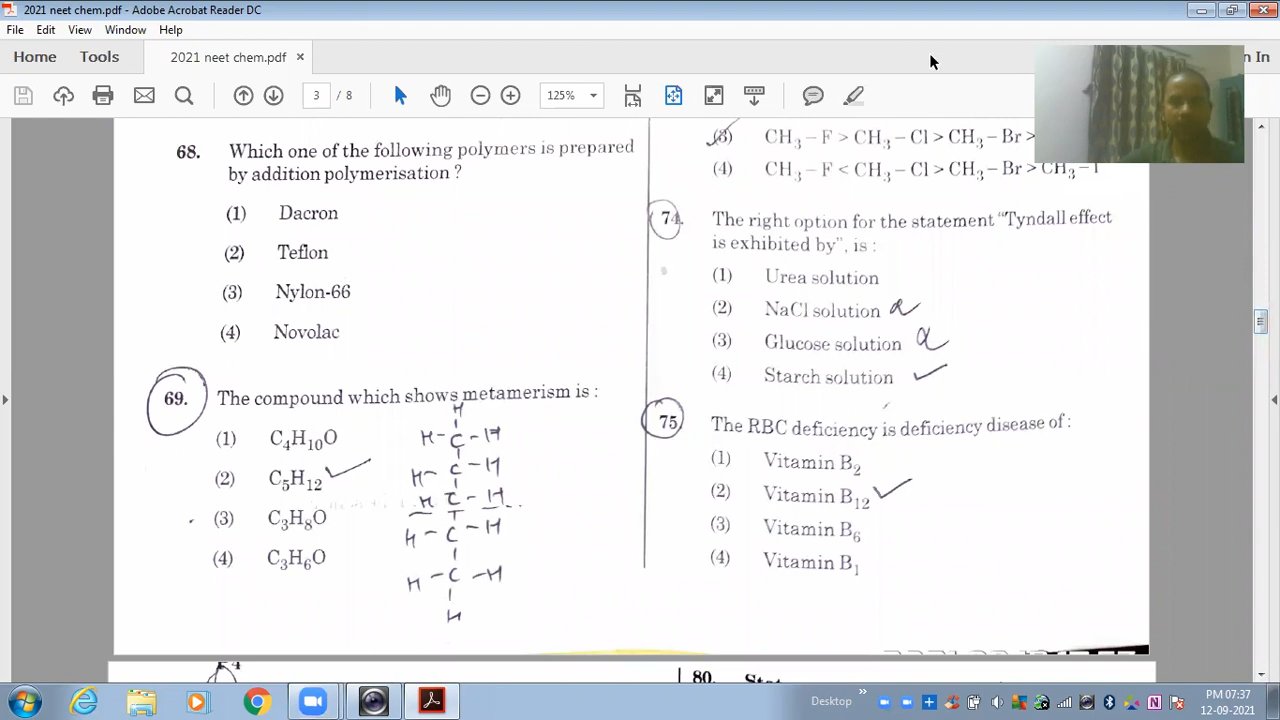 2021 neet chem.pdf - Adobe Acrobat Reader DC
File Edit View Window Help
Home Tools 2021 neet chem.pdf × In In
3 / 8 125%
68. Which one of the following polymers is prepared
by addition polymerisation ?
(1) Dacron
(2) Teflon
(3) Nylon-66
(4) Novolac
69. The compound which shows metamerism is :
(1) C₄H₁₀O
(2) C₅H₁₂
(3) C₃H₈O
(4) C₃H₆O
H
H-C-H
H-C-H
H C-H
H-C-H
H-C-H
H
(3) CH₃ – F > CH₃ – Cl > CH₃ – Br >
(4) CH₃ – F < CH₃ – Cl > CH₃ – Br > CH₃ – I
74. The right option for the statement "Tyndall effect
is exhibited by", is :
(1) Urea solution
(2) NaCl solution
(3) Glucose solution
(4) Starch solution
75. The RBC deficiency is deficiency disease of :
(1) Vitamin B₂
(2) Vitamin B₁₂
(3) Vitamin B₆
(4) Vitamin B₁
80.
Desktop
PM 07:37
12-09-2021